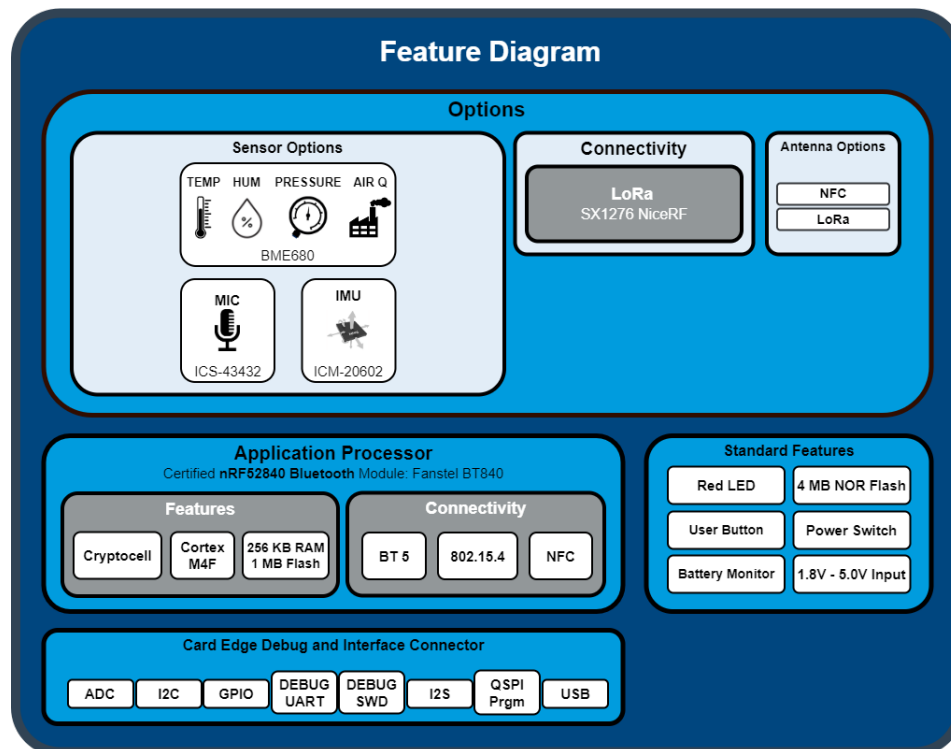 Feature Diagram
Options
Sensor Options
TEMP HUM PRESSURE AIR Q
%
BME680
MIC
ICS-43432
IMU
ICM-20602
Connectivity
LoRa
SX1276 NiceRF
Antenna Options
NFC
LoRa
Application Processor
Certified nRF52840 Bluetooth Module: Fanstel BT840
Features
Cryptocell
Cortex
M4F
256 KB RAM
1 MB Flash
Connectivity
BT 5
802.15.4
NFC
Standard Features
Red LED
4 MB NOR Flash
User Button
Power Switch
Battery Monitor
1.8V - 5.0V Input
Card Edge Debug and Interface Connector
ADC
I2C
GPIO
DEBUG
UART
DEBUG
SWD
I2S
QSPI
Prgm
USB